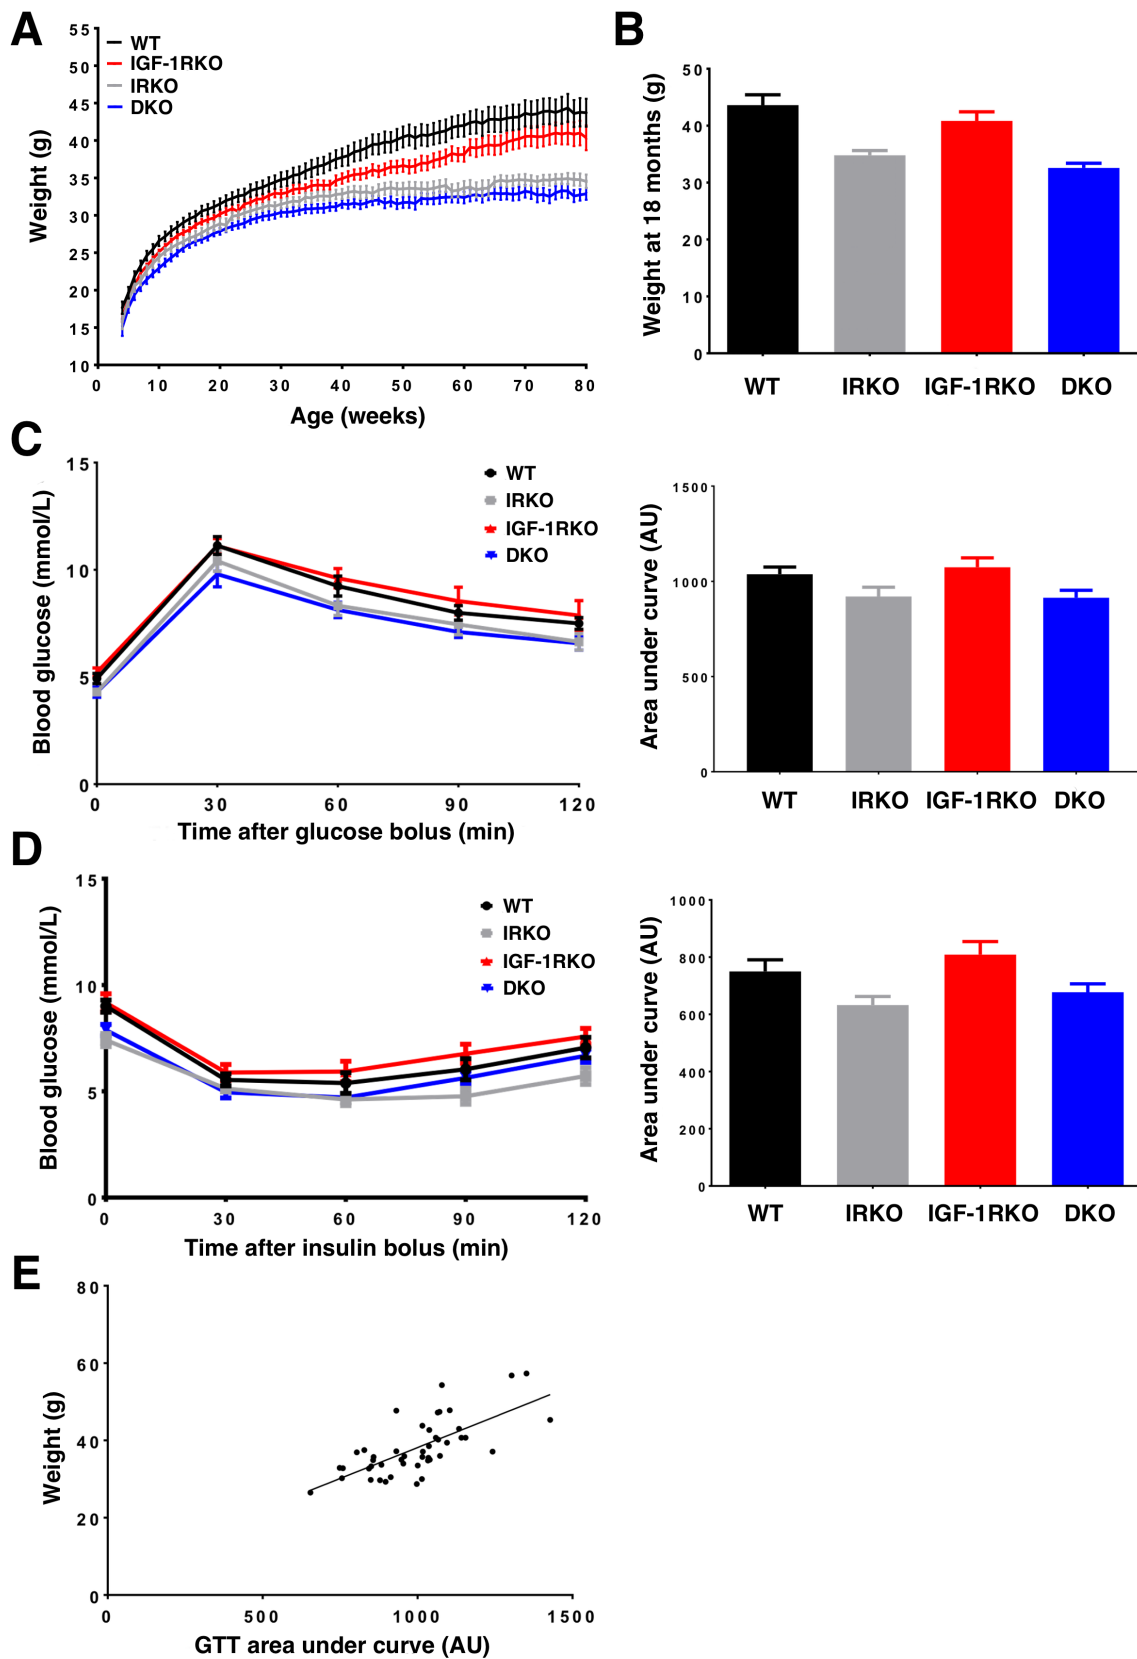 A
55
50
45
40
35
30
25
20
15
10
Weight (g)
WT
IGF-1RKO
IRKO
DKO
0 10 20 30 40 50 60 70 80
Age (weeks)
B
50
40
30
20
10
0
Weight at 18 months (g)
WT IRKO IGF-1RKO DKO
C
15
10
5
0
Blood glucose (mmol/L)
WT
IRKO
IGF-1RKO
DKO
0 30 60 90 120
Time after glucose bolus (min)
1500
1000
500
0
Area under curve (AU)
WT IRKO IGF-1RKO DKO
D
15
10
5
0
Blood glucose (mmol/L)
WT
IRKO
IGF-1RKO
DKO
0 30 60 90 120
Time after insulin bolus (min)
1000
800
600
400
200
0
Area under curve (AU)
WT IRKO IGF-1RKO DKO
E
80
60
40
20
0
Weight (g)
0 500 1000 1500
GTT area under curve (AU)